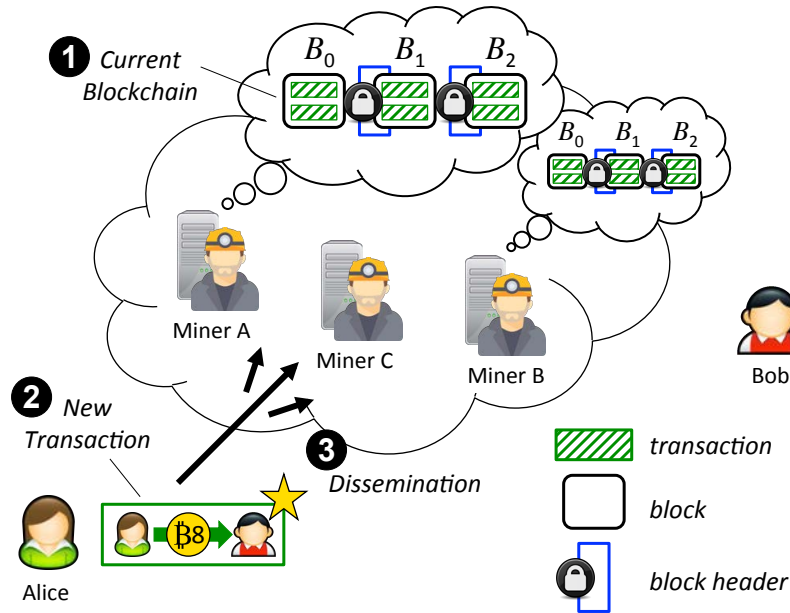 1 Current
Blockchain
B0 B1 B2
B0 B1 B2
Miner A
Miner C
Miner B
Bob
2 New
Transaction
3
Dissemination
₿8
Alice
transaction
block
block header